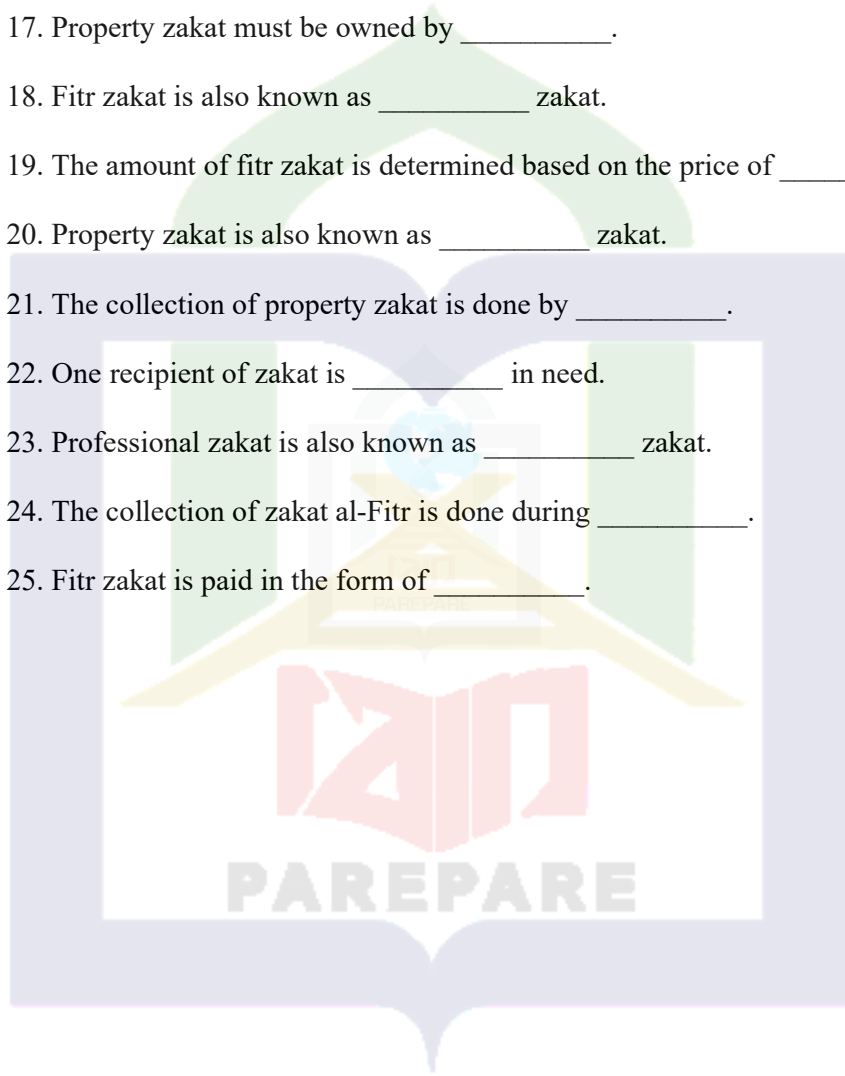 17. Property zakat must be owned by __________.
18. Fitr zakat is also known as __________ zakat.
19. The amount of fitr zakat is determined based on the price of _____
20. Property zakat is also known as __________ zakat.
21. The collection of property zakat is done by __________.
22. One recipient of zakat is __________ in need.
23. Professional zakat is also known as __________ zakat.
24. The collection of zakat al-Fitr is done during __________.
25. Fitr zakat is paid in the form of __________.
IAIN
PAREPARE
IAIN
PAREPARE